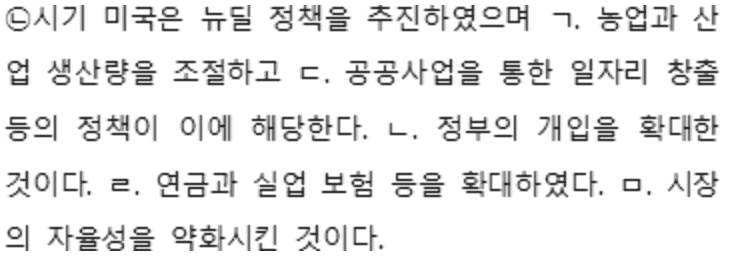 ㉡시기 미국은 뉴딜 정책을 추진하였으며 ㄱ. 농업과 산
업 생산량을 조절하고 ㄷ. 공공사업을 통한 일자리 창출
등의 정책이 이에 해당한다. ㄴ. 정부의 개입을 확대한
것이다. ㄹ. 연금과 실업 보험 등을 확대하였다. ㅁ. 시장
의 자율성을 약화시킨 것이다.